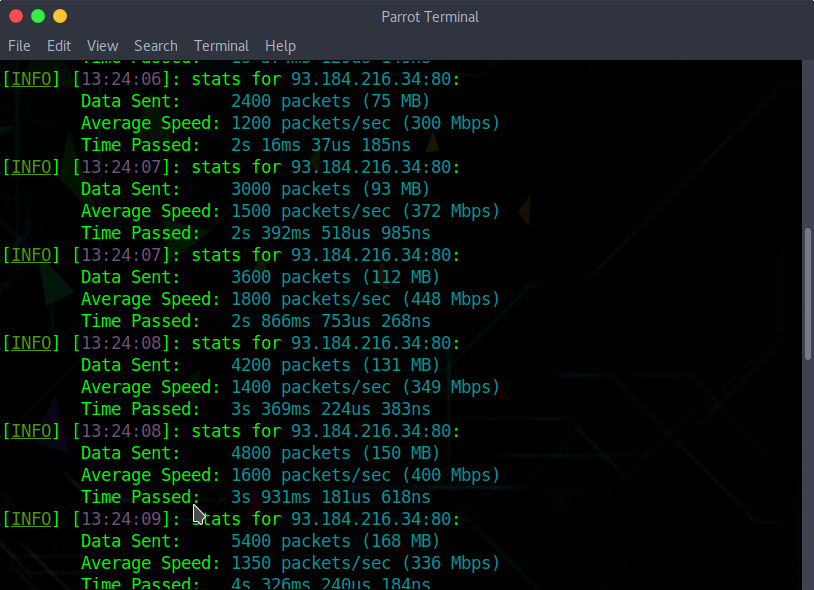 Parrot Terminal
File Edit View Search Terminal Help
[INFO] [13:24:06]: stats for 93.184.216.34:80:
Data Sent: 2400 packets (75 MB)
Average Speed: 1200 packets/sec (300 Mbps)
Time Passed: 2s 16ms 37us 185ns
[INFO] [13:24:07]: stats for 93.184.216.34:80:
Data Sent: 3000 packets (93 MB)
Average Speed: 1500 packets/sec (372 Mbps)
Time Passed: 2s 392ms 518us 985ns
[INFO] [13:24:07]: stats for 93.184.216.34:80:
Data Sent: 3600 packets (112 MB)
Average Speed: 1800 packets/sec (448 Mbps)
Time Passed: 2s 866ms 753us 268ns
[INFO] [13:24:08]: stats for 93.184.216.34:80:
Data Sent: 4200 packets (131 MB)
Average Speed: 1400 packets/sec (349 Mbps)
Time Passed: 3s 369ms 224us 383ns
[INFO] [13:24:08]: stats for 93.184.216.34:80:
Data Sent: 4800 packets (150 MB)
Average Speed: 1600 packets/sec (400 Mbps)
Time Passed: 3s 931ms 181us 618ns
[INFO] [13:24:09]: stats for 93.184.216.34:80:
Data Sent: 5400 packets (168 MB)
Average Speed: 1350 packets/sec (336 Mbps)
Time Passed: 4s 326ms 240us 184ns